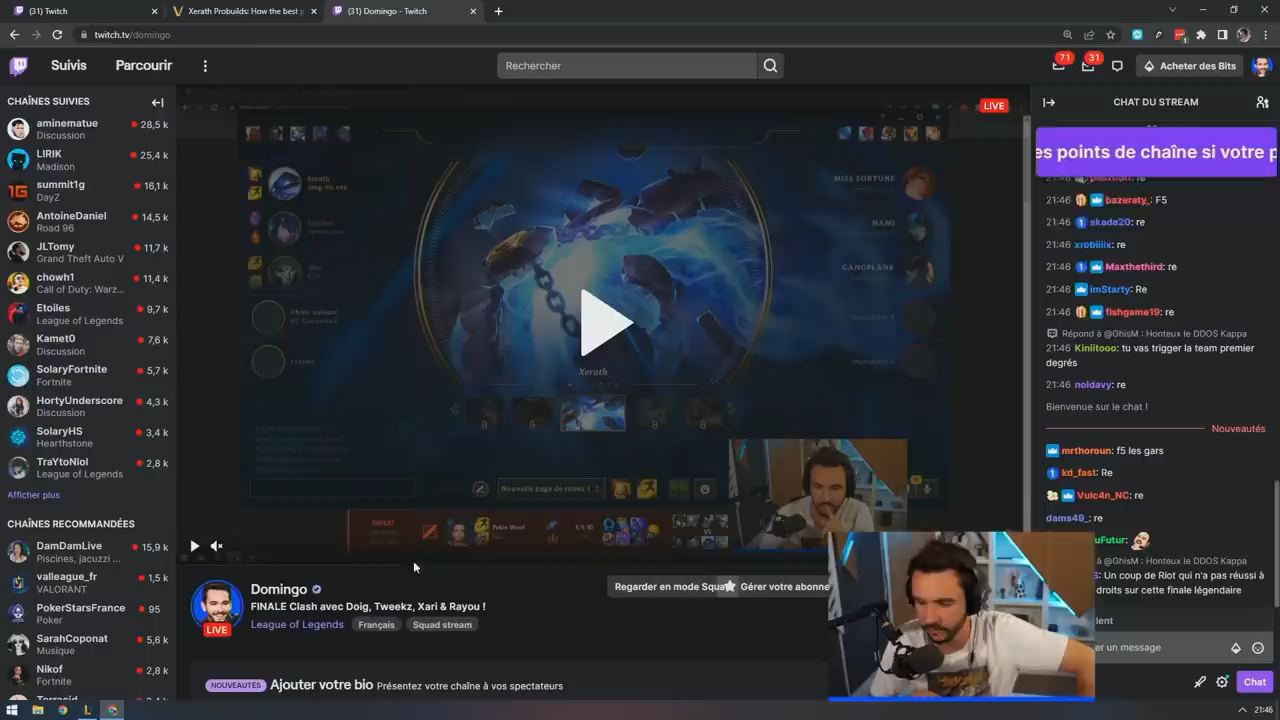 (31) Twitch
Xerath Probuilds: How the best p
(31) Domingo - Twitch
twitch.tv/domingo
Suivis
Parcourir
Rechercher
71
31
Acheter des Bits
CHAÎNES SUIVIES
aminematue
28,5 k
Discussion
LIRIK
25,4 k
Madison
summit1g
16,1 k
DayZ
AntoineDaniel
14,5 k
Road 96
JLTomy
11,7 k
Grand Theft Auto V
chowh1
11,4 k
Call of Duty: Warz...
Etoiles
9,7 k
League of Legends
Kamet0
7,6 k
Discussion
SolaryFortnite
5,7 k
Fortnite
HortyUnderscore
4,3 k
Discussion
SolaryHS
3,4 k
Hearthstone
TraYtoNlol
2,8 k
League of Legends
Afficher plus
CHAÎNES RECOMMANDÉES
DamDamLive
15,9 k
Piscines, jacuzzi ...
valleague_fr
1,5 k
VALORANT
PokerStarsFrance
95
Poker
SarahCoponat
5,6 k
Musique
Nikof
2,8 k
Fortnite
LIVE
Xerath
MISS FORTUNE
NAMI
GANGPLANK
Xerath
8
8
8
8
Nouvelle page de runes !
DEFEAT
Domingo
FINALE Clash avec Doig, Tweekz, Xari & Rayou !
League of Legends
Français
Squad stream
LIVE
Regarder en mode Squa
Gérer votre abonne
NOUVEAUTÉS
Ajouter votre bio
Présentez votre chaîne à vos spectateurs
CHAT DU STREAM
es points de chaîne si votre p
21:46 bazeraty_: F5
21:46 skada20: re
21:46 xrobiiiix: re
21:46 Maxthethird: re
21:46 imStarty: Re
21:46 fishgame19: re
Répond à @GhisM : Honteux le DDOS Kappa
21:46 Kiniitooo: tu vas trigger la team premier
degrés
21:46 noldavy: re
Bienvenue sur le chat !
Nouveautés
mrthoroun: f5 les gars
kd_fast: Re
Vulc4n_NC: re
dams49_: re
uFutur:
à @GhisM : Honteux le DDOS Kappa
S: Un coup de Riot qui n'a pas réussi à
droits sur cette finale légendaire
er un message
Chat
21:46